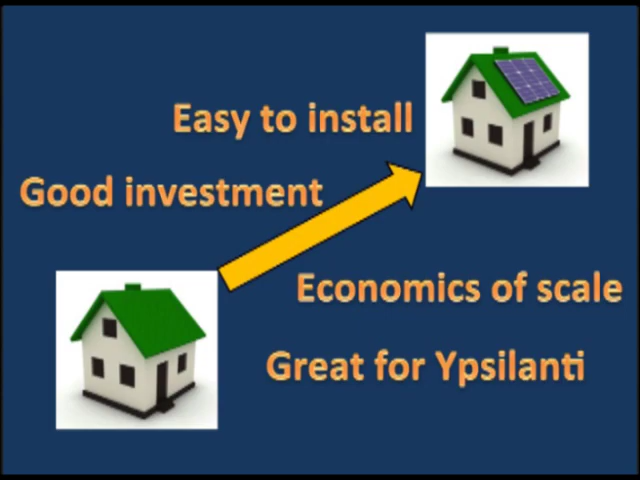 Easy to install
Good investment
Economics of scale
Great for Ypsilanti